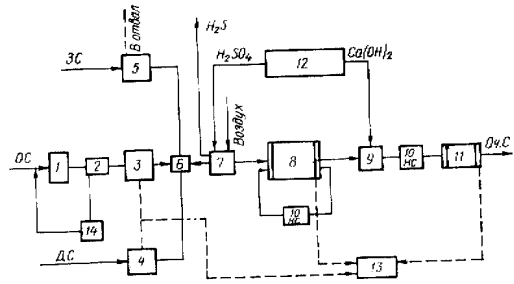 В отвал
H₂S
ЗС
5
H₂SO₄
12
Ca(OH)₂
Воздух
ОС
1
2
3
6
7
8
9
10 НС
11
Оч.С
14
10 НС
ДС
4
13